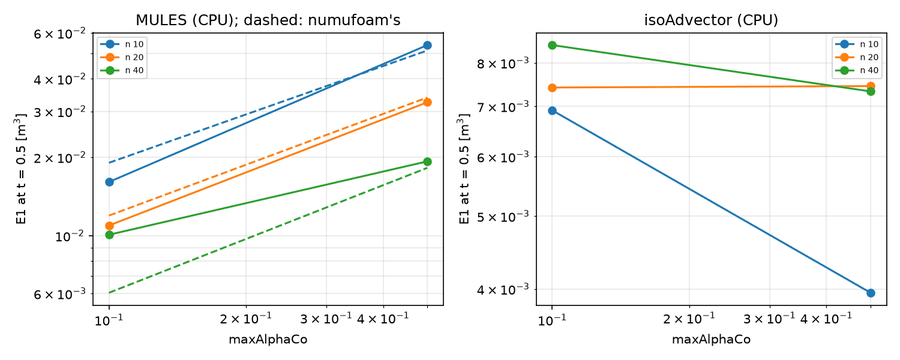 MULES (CPU); dashed: numufoam's
n 10
n 20
n 40
6 × 10⁻²
4 × 10⁻²
3 × 10⁻²
2 × 10⁻²
10⁻²
6 × 10⁻³
E1 at t = 0.5 [m³]
10⁻¹
2 × 10⁻¹
3 × 10⁻¹
4 × 10⁻¹
maxAlphaCo
isoAdvector (CPU)
n 10
n 20
n 40
8 × 10⁻³
7 × 10⁻³
6 × 10⁻³
5 × 10⁻³
4 × 10⁻³
E1 at t = 0.5 [m³]
10⁻¹
2 × 10⁻¹
3 × 10⁻¹
4 × 10⁻¹
maxAlphaCo